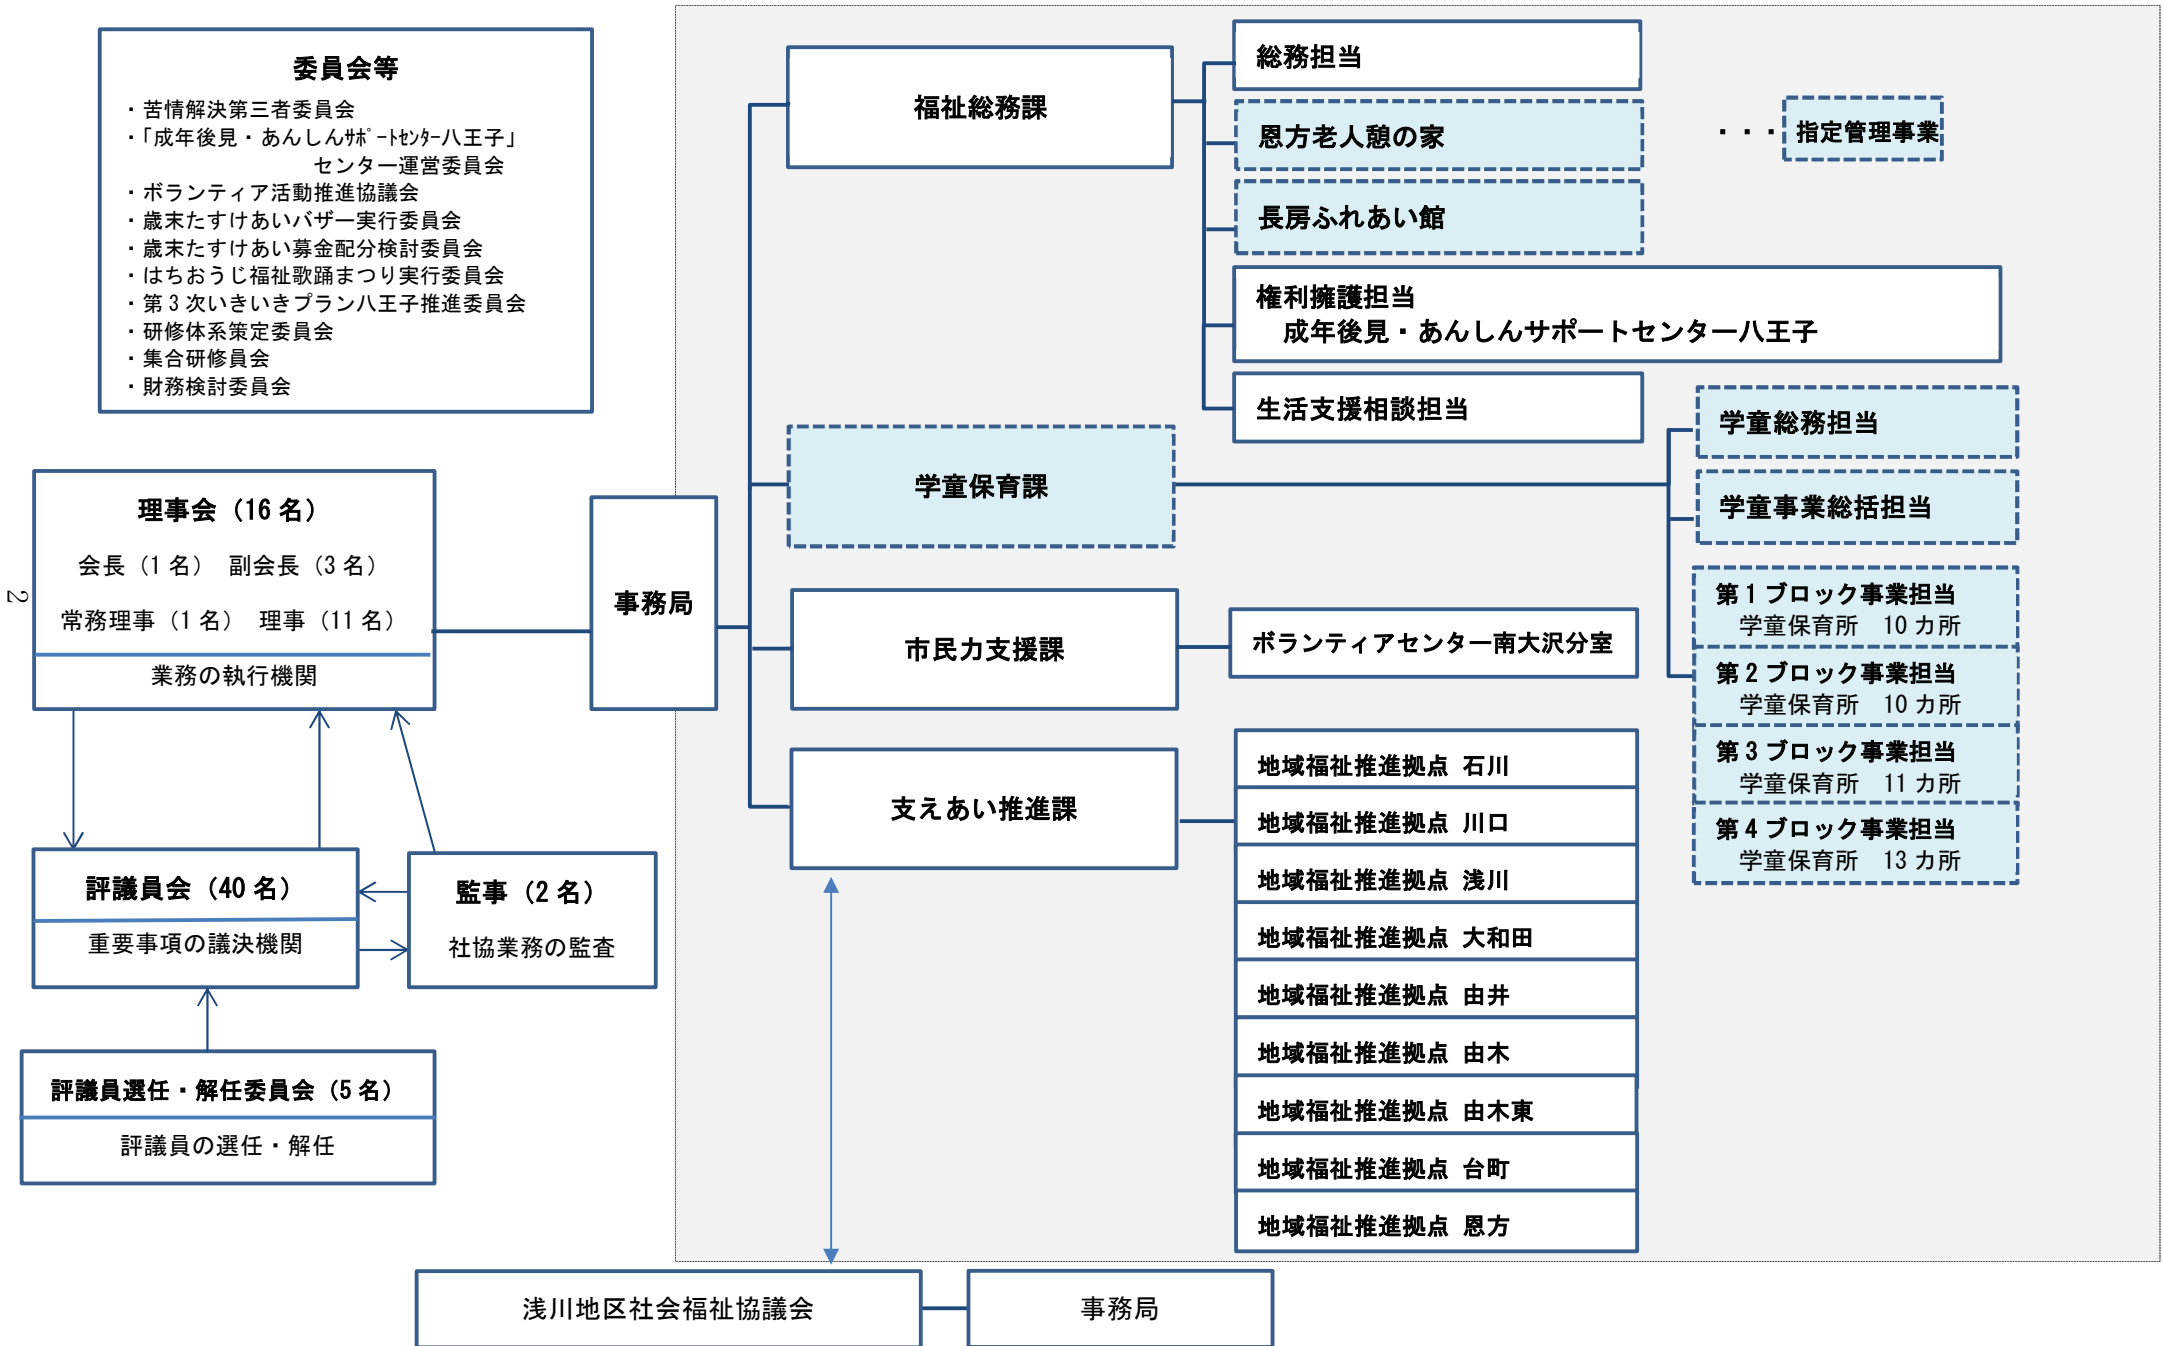 委員会等
・苦情解決第三者委員会
・「成年後見・あんしんｻﾎﾟｰﾄｾﾝﾀｰ八王子」
センター運営委員会
・ボランティア活動推進協議会
・歳末たすけあいバザー実行委員会
・歳末たすけあい募金配分検討委員会
・はちおうじ福祉歌踊まつり実行委員会
・第3次いきいきプラン八王子推進委員会
・研修体系策定委員会
・集合研修員会
・財務検討委員会
理事会（16名）
会長（1名） 副会長（3名）
常務理事（1名） 理事（11名）
業務の執行機関
評議員会（40名）
重要事項の議決機関
監事（2名）
社協業務の監査
評議員選任・解任委員会（5名）
評議員の選任・解任
2
事務局
福祉総務課
総務担当
恩方老人憩の家
長房ふれあい館
権利擁護担当
成年後見・あんしんサポートセンター八王子
生活支援相談担当
・・・ 指定管理事業
学童保育課
学童総務担当
学童事業総括担当
第1ブロック事業担当
学童保育所 10カ所
第2ブロック事業担当
学童保育所 10カ所
第3ブロック事業担当
学童保育所 11カ所
第4ブロック事業担当
学童保育所 13カ所
市民力支援課
ボランティアセンター南大沢分室
支えあい推進課
地域福祉推進拠点 石川
地域福祉推進拠点 川口
地域福祉推進拠点 浅川
地域福祉推進拠点 大和田
地域福祉推進拠点 由井
地域福祉推進拠点 由木
地域福祉推進拠点 由木東
地域福祉推進拠点 台町
地域福祉推進拠点 恩方
浅川地区社会福祉協議会
事務局